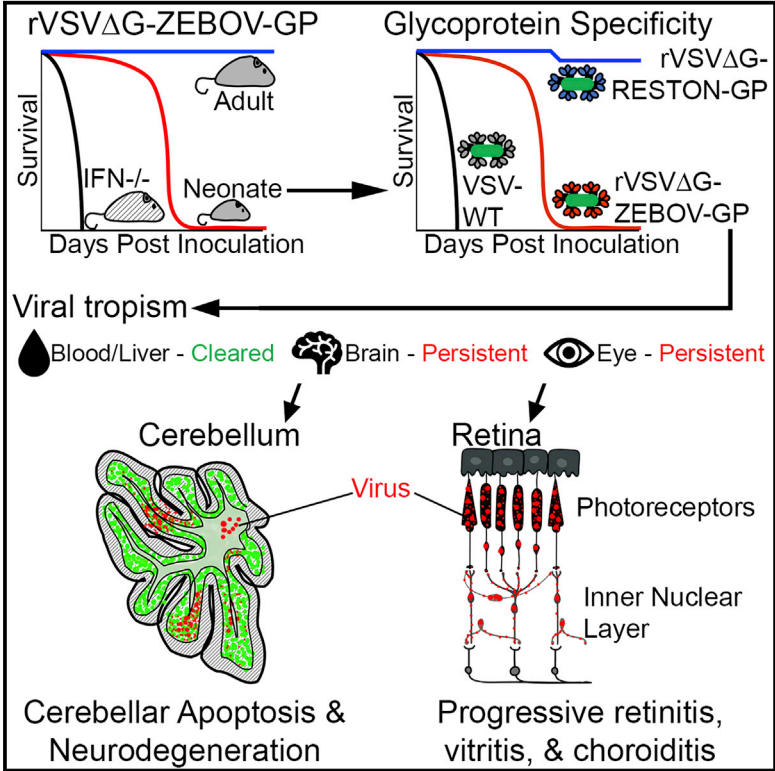 rVSVΔG-ZEBOV-GP
Survival
Adult
IFN-/-
Neonate
Days Post Inoculation
Glycoprotein Specificity
Survival
rVSVΔG-
RESTON-GP
VSV-
WT
rVSVΔG-
ZEBOV-GP
Days Post Inoculation
Viral tropism
Blood/Liver - Cleared
Brain - Persistent
Eye - Persistent
Cerebellum
Retina
Virus
Photoreceptors
Inner Nuclear
Layer
Cerebellar Apoptosis &
Neurodegeneration
Progressive retinitis,
vitritis, & choroiditis